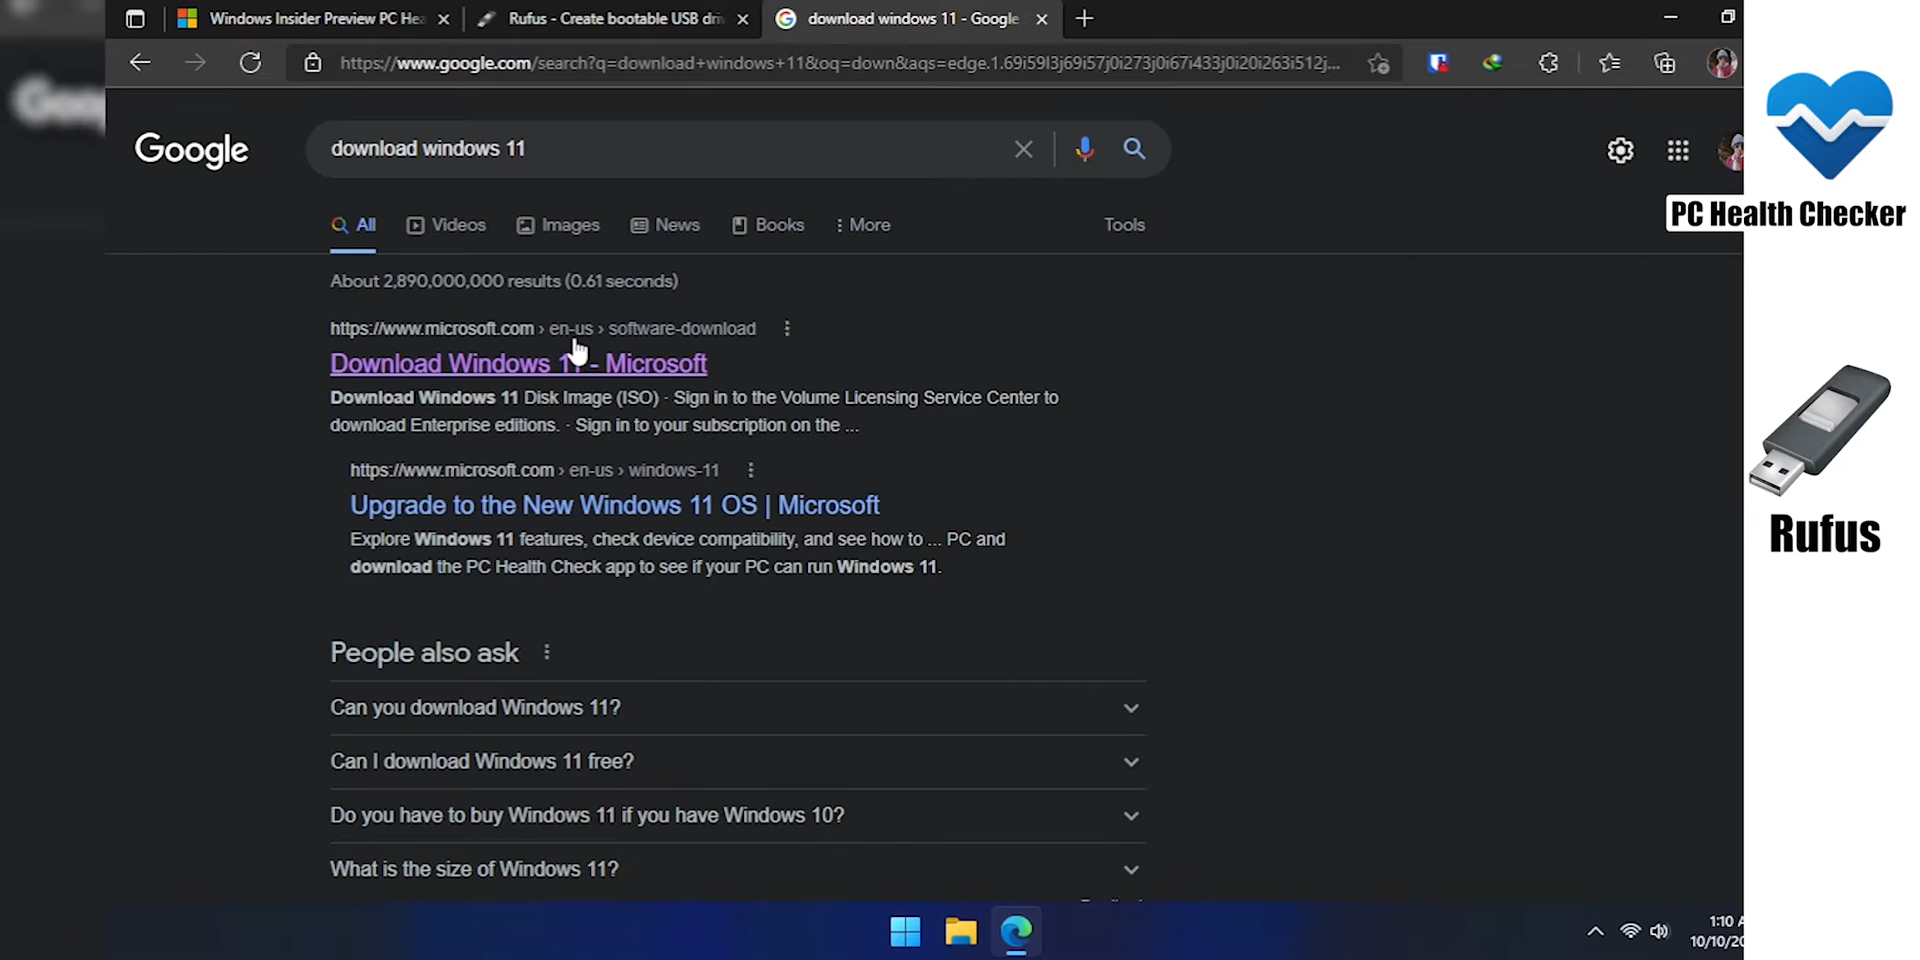 Windows Insider Preview PC Hea
Rufus - Create bootable USB driv
download windows 11 - Google
https://www.google.com/search?q=download+windows+11&oq=down&aqs=edge.1.69i59l3j69i57j0i273j0i67i433j0i20i263i512j...
Google
download windows 11
All
Videos
Images
News
Books
More
Tools
About 2,890,000,000 results (0.61 seconds)
https://www.microsoft.com › en-us › software-download
Download Windows 11 - Microsoft
Download Windows 11 Disk Image (ISO) · Sign in to the Volume Licensing Service Center to
download Enterprise editions. · Sign in to your subscription on the ...
https://www.microsoft.com › en-us › windows-11
Upgrade to the New Windows 11 OS | Microsoft
Explore Windows 11 features, check device compatibility, and see how to ... PC and
download the PC Health Check app to see if your PC can run Windows 11.
People also ask
Can you download Windows 11?
Can I download Windows 11 free?
Do you have to buy Windows 11 if you have Windows 10?
What is the size of Windows 11?
1:10 A
10/10/20
PC Health Checker
Rufus